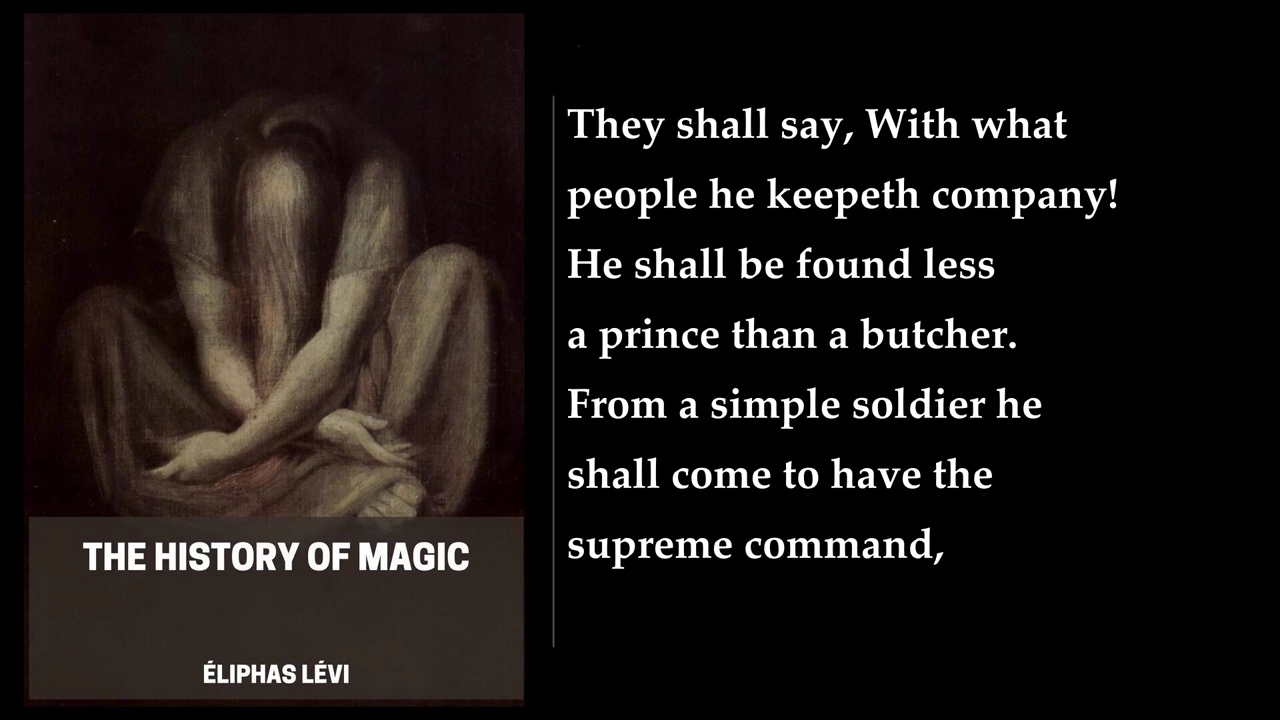 THE HISTORY OF MAGIC
ÉLIPHAS LÉVI
They shall say, With what
people he keepeth company!
He shall be found less
a prince than a butcher.
From a simple soldier he
shall come to have the
supreme command,